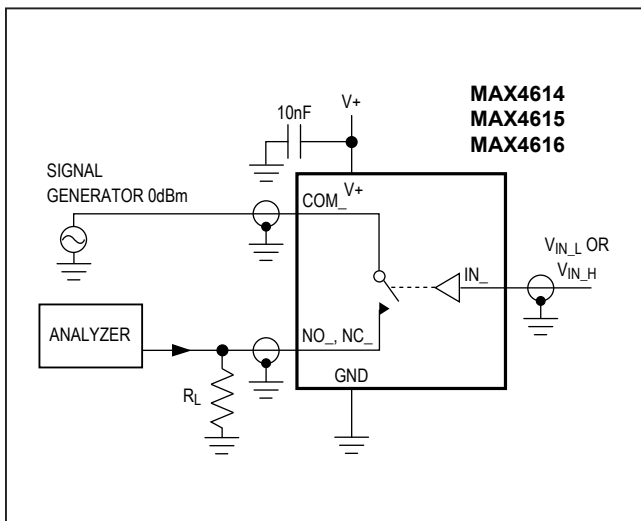 10nF
V+
MAX4614
MAX4615
MAX4616
SIGNAL
GENERATOR 0dBm
V+
COM_
V_IN_L OR
V_IN_H
IN_
ANALYZER
NO_, NC_
GND
R_L